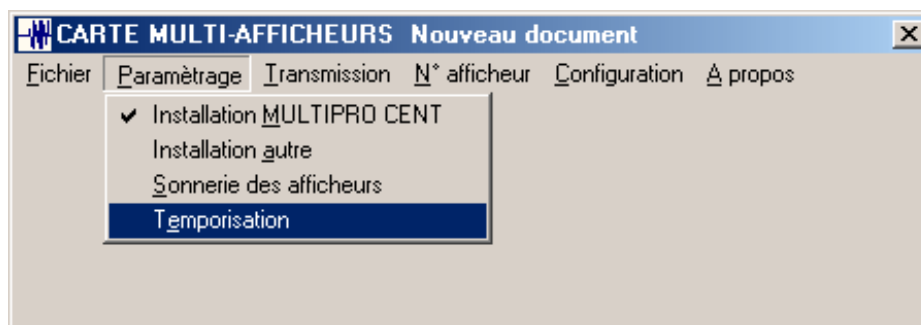 CARTE MULTI-AFFICHEURS Nouveau document
Fichier Paramètrage Transmission N° afficheur Configuration A propos
Installation MULTIPRO CENT
Installation autre
Sonnerie des afficheurs
Temporisation